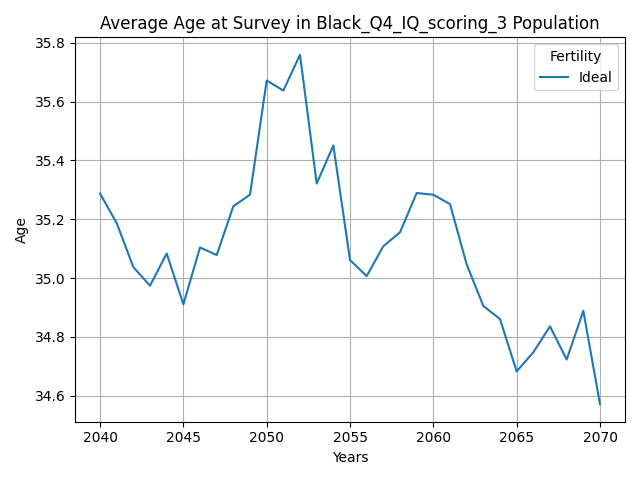 Average Age at Survey in Black_Q4_IQ_scoring_3 Population
Fertility
Ideal
35.8
35.6
35.4
35.2
35.0
34.8
34.6
Age
2040 2045 2050 2055 2060 2065 2070
Years